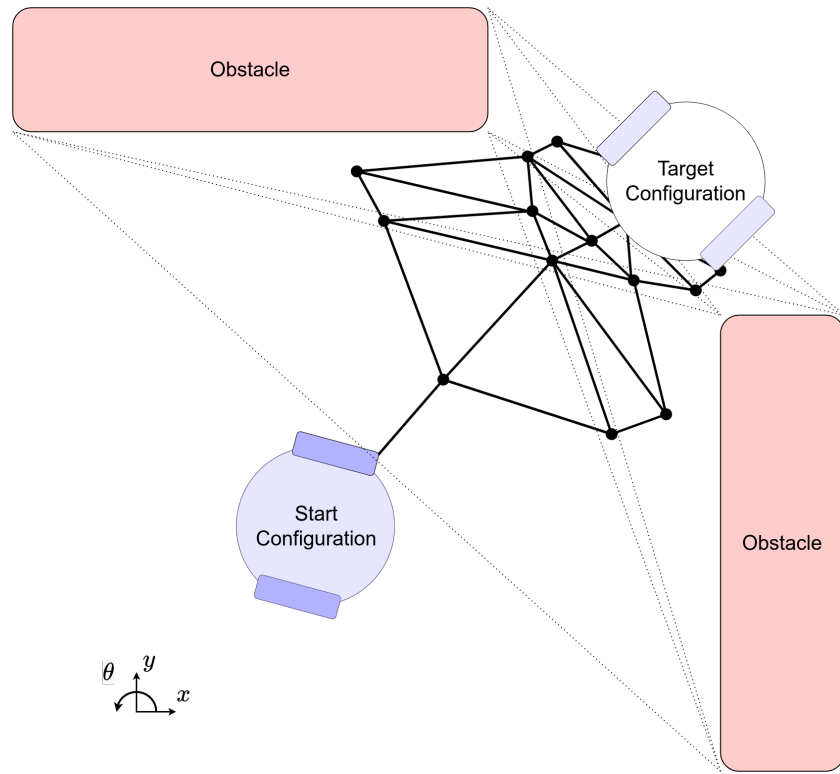 Obstacle
Target
Configuration
Start
Configuration
Obstacle
θ
y
x